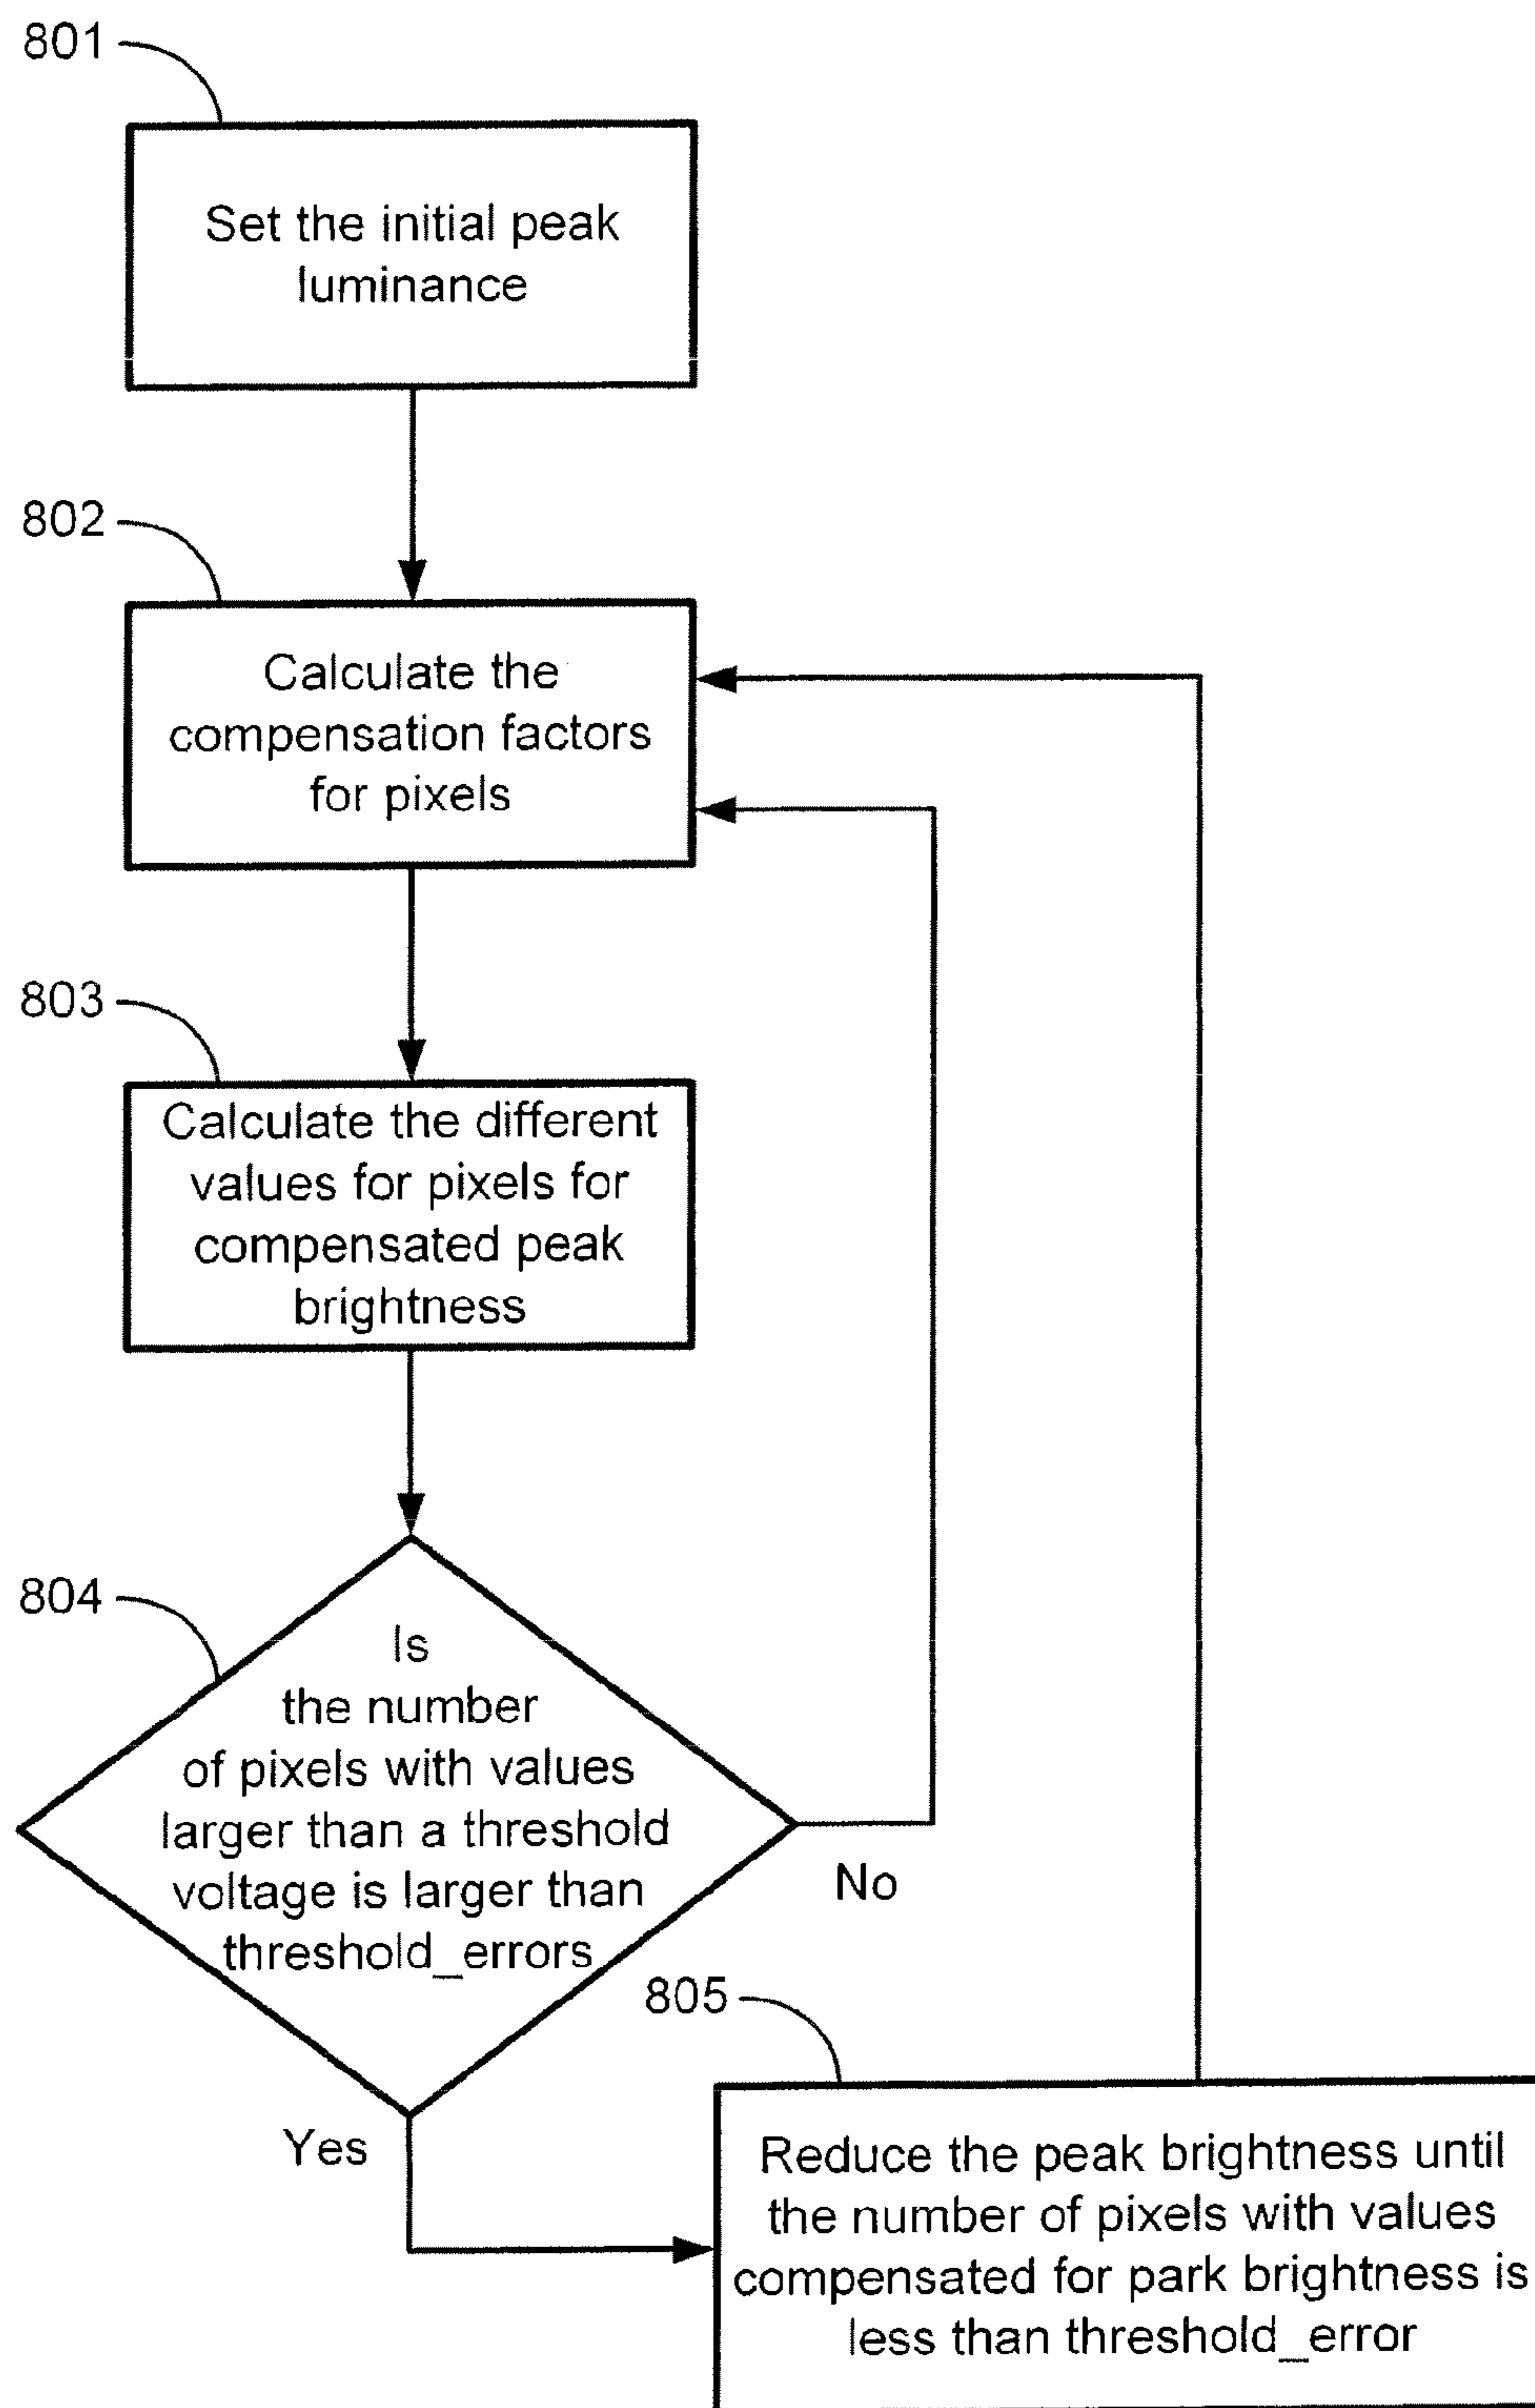 801
Set the initial peak
luminance
802
Calculate the
compensation factors
for pixels
803
Calculate the different
values for pixels for
compensated peak
brightness
804
Is
the number
of pixels with values
larger than a threshold
voltage is larger than
threshold_errors
No
Yes
805
Reduce the peak brightness until
the number of pixels with values
compensated for park brightness is
less than threshold_error